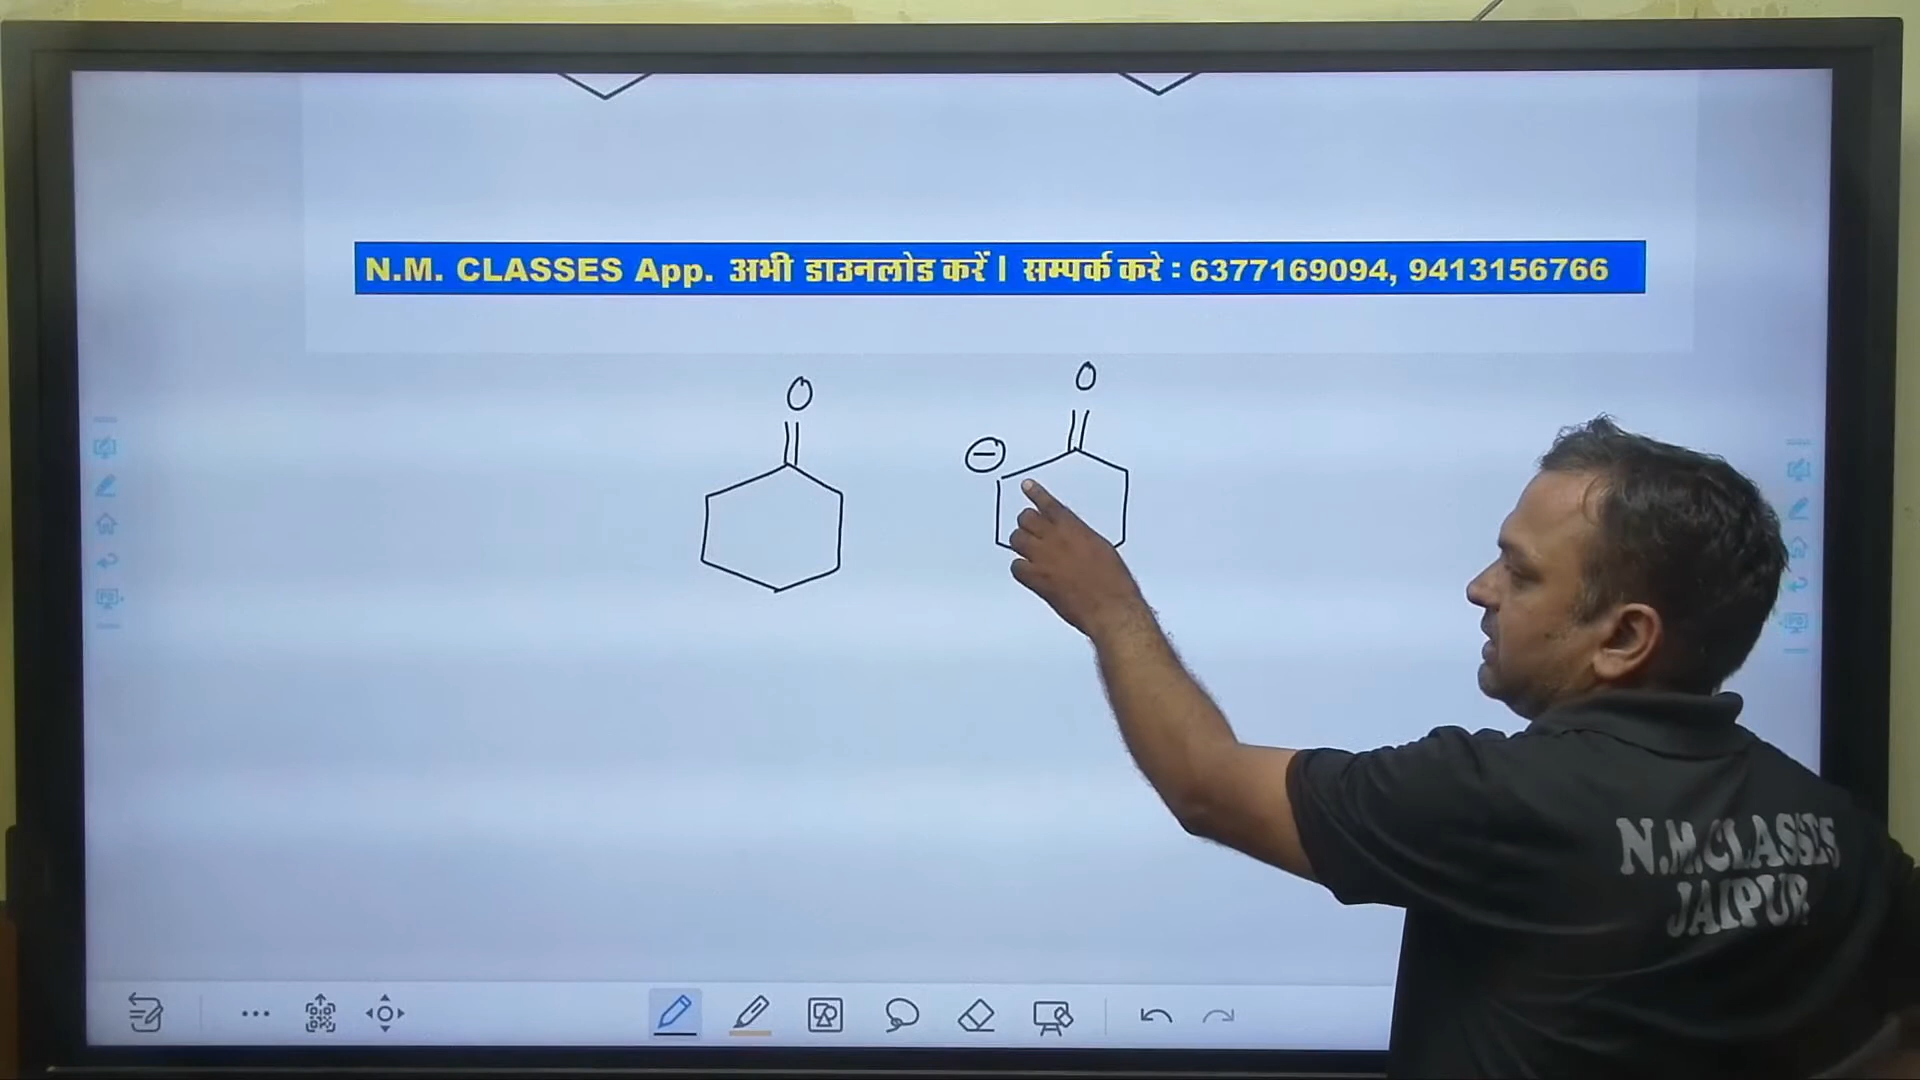 N.M. CLASSES App. अभी डाउनलोड करें। सम्पर्क करे : 6377169094, 9413156766
O
O
⊖
N.M.CLASSES
JAIPUR